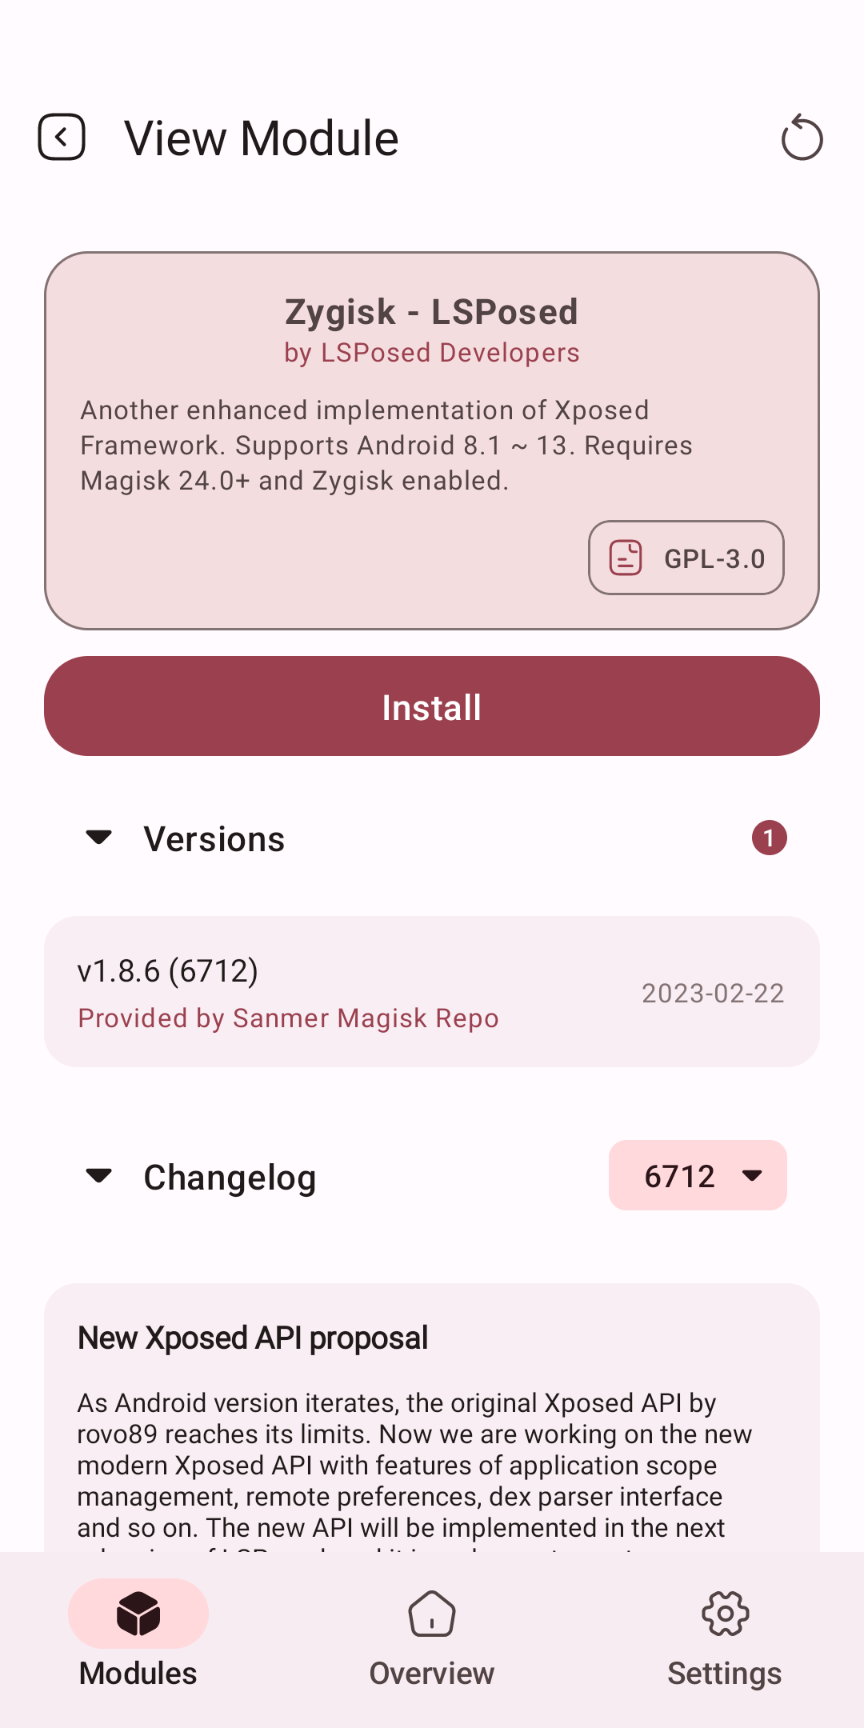 View Module
Zygisk - LSPosed
by LSPosed Developers
Another enhanced implementation of Xposed
Framework. Supports Android 8.1 ~ 13. Requires
Magisk 24.0+ and Zygisk enabled.
GPL-3.0
Install
Versions
1
v1.8.6 (6712)
Provided by Sanmer Magisk Repo
2023-02-22
Changelog
6712
New Xposed API proposal
As Android version iterates, the original Xposed API by
rovo89 reaches its limits. Now we are working on the new
modern Xposed API with features of application scope
management, remote preferences, dex parser interface
and so on. The new API will be implemented in the next
Modules
Overview
Settings